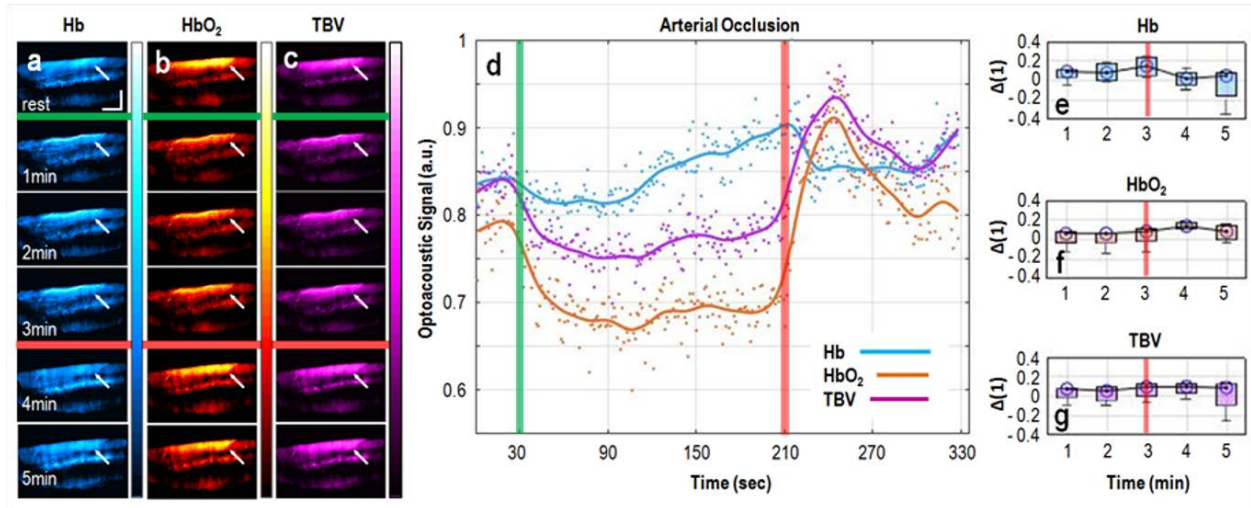 Hb
HbO₂
TBV
a
b
c
rest
1min
2min
3min
4min
5min
Arterial Occlusion
d
Optoacoustic Signal (a.u.)
1
0.9
0.8
0.7
0.6
30
90
150
210
270
330
Time (sec)
Hb
HbO₂
TBV
Hb
Δ(1)
0.4
0.2
0
- 0.2
- 0.4
e
1 2 3 4 5
HbO₂
Δ(1)
0.4
0.2
0
- 0.2
- 0.4
f
1 2 3 4 5
TBV
Δ(1)
0.4
0.2
0
- 0.2
- 0.4
g
1 2 3 4 5
Time (min)